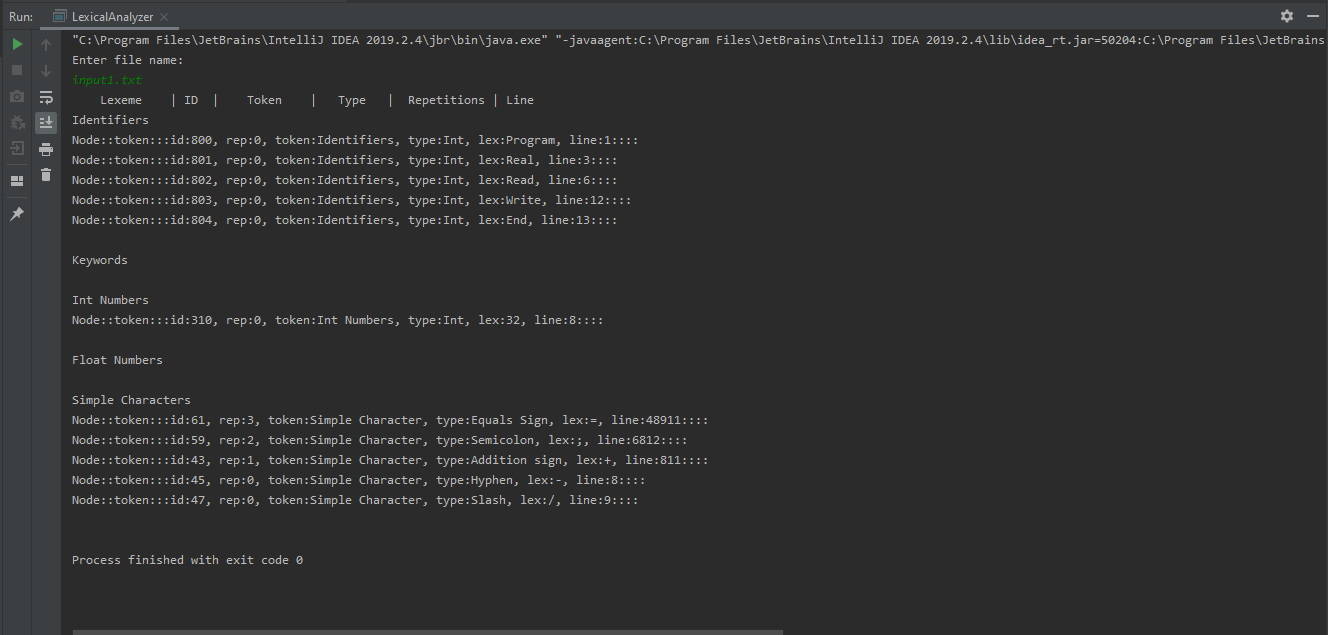 Run: LexicalAnalyzer
"C:\Program Files\JetBrains\IntelliJ IDEA 2019.2.4\jbr\bin\java.exe" "-javaagent:C:\Program Files\JetBrains\IntelliJ IDEA 2019.2.4\lib\idea_rt.jar=50204:C:\Program Files\JetBrains
Enter file name:
input1.txt
Lexeme | ID | Token | Type | Repetitions | Line
Identifiers
Node::token:::id:800, rep:0, token:Identifiers, type:Int, lex:Program, line:1::::
Node::token:::id:801, rep:0, token:Identifiers, type:Int, lex:Real, line:3::::
Node::token:::id:802, rep:0, token:Identifiers, type:Int, lex:Read, line:6::::
Node::token:::id:803, rep:0, token:Identifiers, type:Int, lex:Write, line:12::::
Node::token:::id:804, rep:0, token:Identifiers, type:Int, lex:End, line:13::::
Keywords
Int Numbers
Node::token:::id:310, rep:0, token:Int Numbers, type:Int, lex:32, line:8::::
Float Numbers
Simple Characters
Node::token:::id:61, rep:3, token:Simple Character, type:Equals Sign, lex:=, line:48911::::
Node::token:::id:59, rep:2, token:Simple Character, type:Semicolon, lex:;, line:6812::::
Node::token:::id:43, rep:1, token:Simple Character, type:Addition sign, lex:+, line:811::::
Node::token:::id:45, rep:0, token:Simple Character, type:Hyphen, lex:-, line:8::::
Node::token:::id:47, rep:0, token:Simple Character, type:Slash, lex:/, line:9::::
Process finished with exit code 0